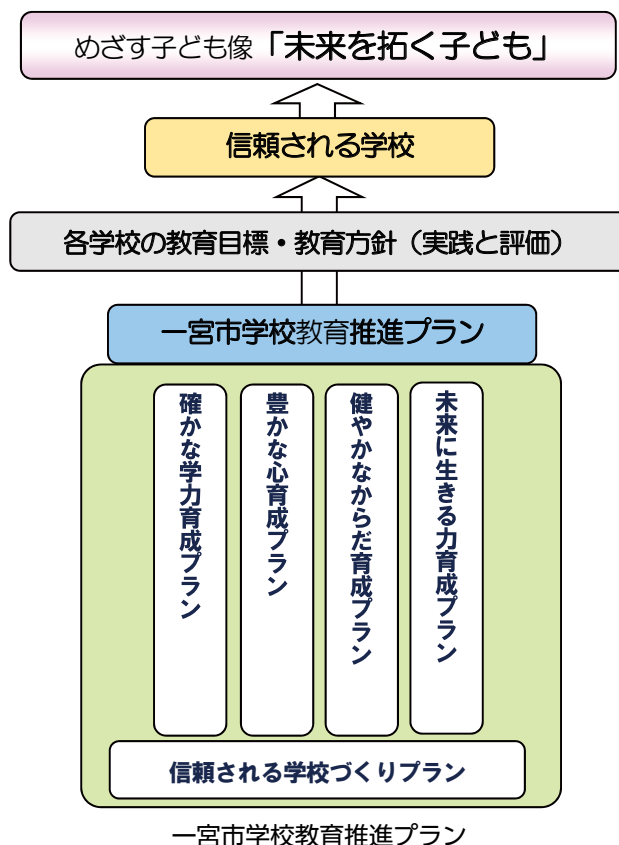 めざす子ども像「未来を拓く子ども」
信頼される学校
各学校の教育目標・教育方針（実践と評価）
一宮市学校教育推進プラン
確かな学力育成プラン
豊かな心育成プラン
健やかなからだ育成プラン
未来に生きる力育成プラン
信頼される学校づくりプラン
一宮市学校教育推進プラン